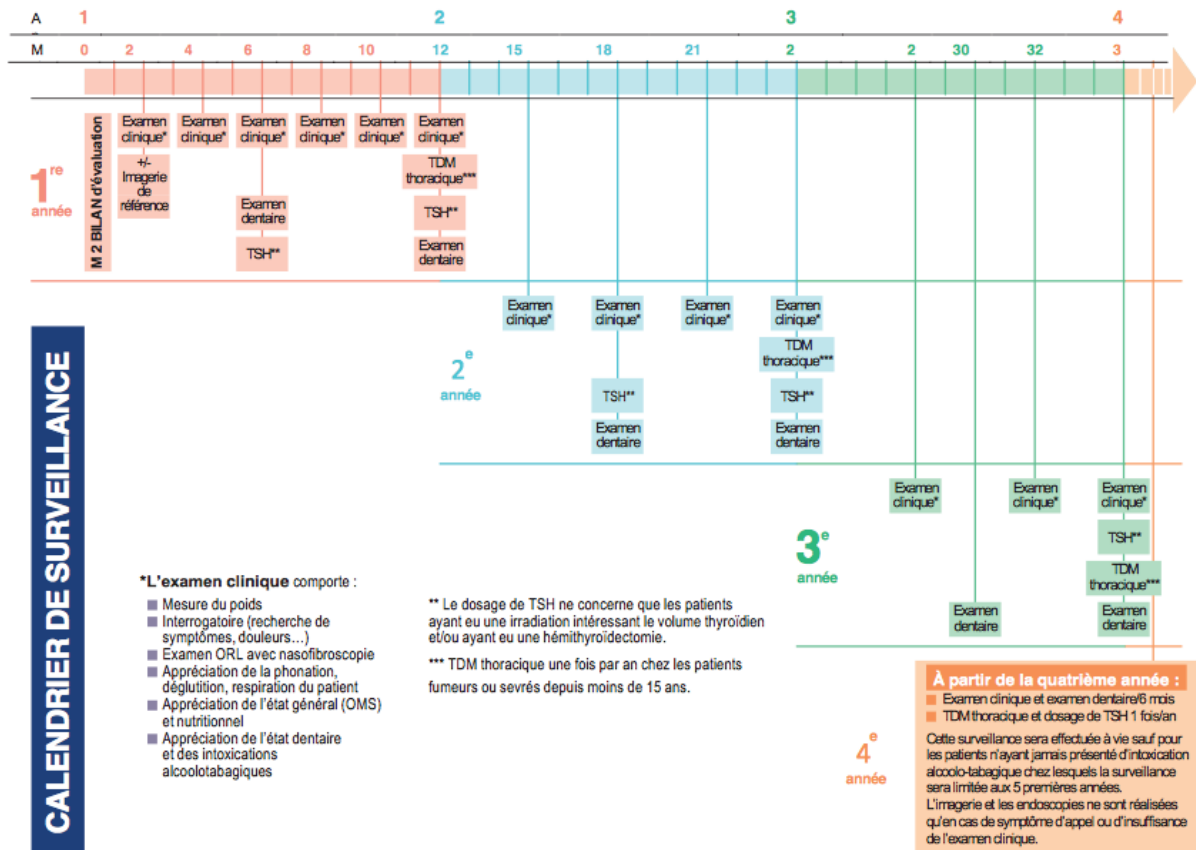 A 1 2 3 4
M 0 2 4 6 8 10 12 15 18 21 2 2 30 32 3
M 2 BILAN d'évaluation
Examen
clinique*
+/-
Imagerie
de
référence
Examen
clinique*
Examen
clinique*
Examen
dentaire
TSH**
Examen
clinique*
Examen
clinique*
Examen
clinique*
TDM
thoracique***
TSH**
Examen
dentaire
1re
année
Examen
clinique*
Examen
clinique*
TSH**
Examen
dentaire
Examen
clinique*
Examen
clinique*
TDM
thoracique***
TSH**
Examen
dentaire
2e
année
Examen
clinique*
Examen
dentaire
Examen
clinique*
Examen
clinique*
TSH**
TDM
thoracique***
Examen
dentaire
3e
année
CALENDRIER DE SURVEILLANCE
*L'examen clinique comporte :
Mesure du poids
Interrogatoire (recherche de
symptômes, douleurs…)
Examen ORL avec nasofibroscopie
Appréciation de la phonation,
déglutition, respiration du patient
Appréciation de l'état général (OMS)
et nutritionnel
Appréciation de l'état dentaire
et des intoxications
alcoolotabagiques
** Le dosage de TSH ne concerne que les patients
ayant eu une irradiation intéressant le volume thyroïdien
et/ou ayant eu une hémithyroïdectomie.
*** TDM thoracique une fois par an chez les patients
fumeurs ou sevrés depuis moins de 15 ans.
4e
année
À partir de la quatrième année :
Examen clinique et examen dentaire/6 mois
TDM thoracique et dosage de TSH 1 fois/an
Cette surveillance sera effectuée à vie sauf pour
les patients n'ayant jamais présenté d'intoxication
alcoolo-tabagique chez lesquels la surveillance
sera limitée aux 5 premières années.
L'imagerie et les endoscopies ne sont réalisées
qu'en cas de symptôme d'appel ou d'insuffisance
de l'examen clinique.